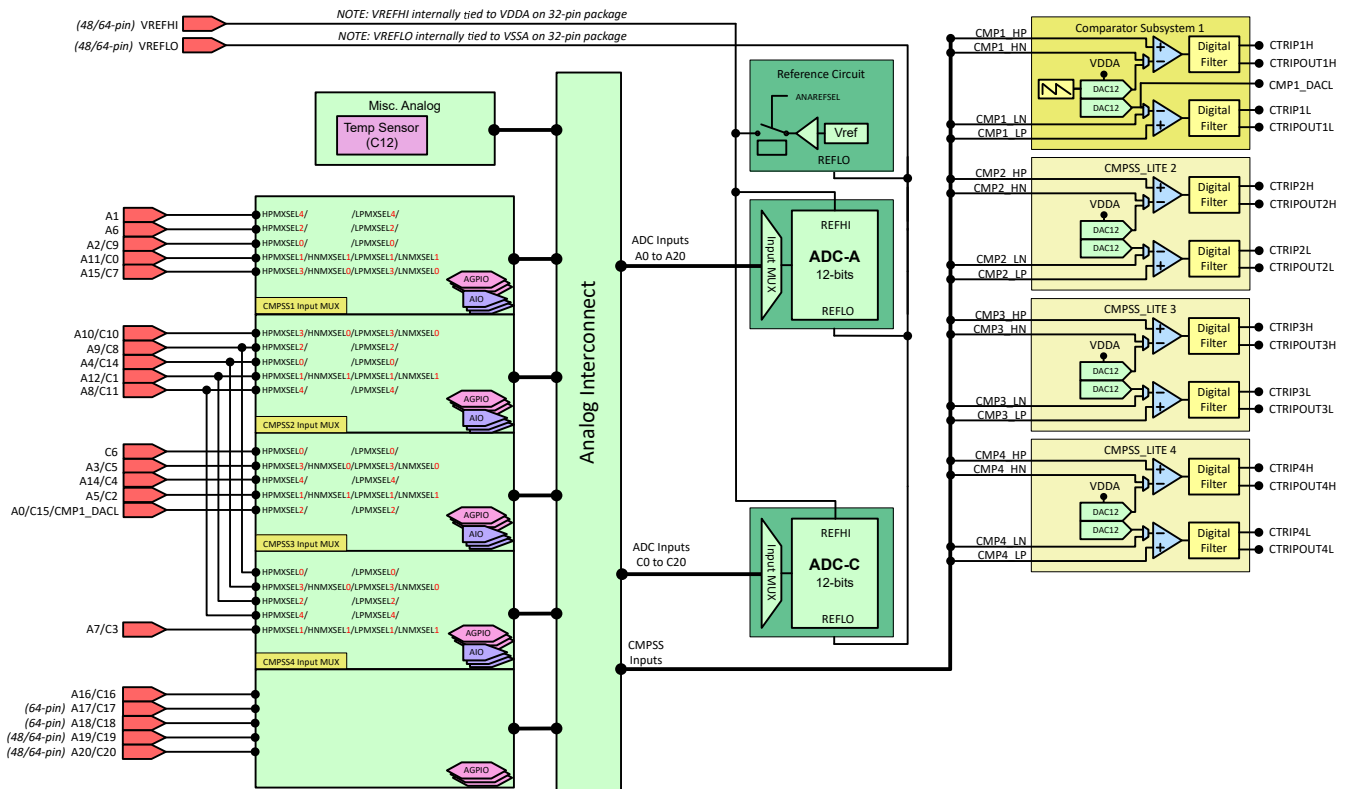 (48/64-pin) VREFHI
NOTE: VREFHI internally tied to VDDA on 32-pin package
(48/64-pin) VREFLO
NOTE: VREFLO internally tied to VSSA on 32-pin package
Misc. Analog
Temp Sensor
(C12)
A1
A6
A2/C9
A11/C0
A15/C7
HPMXSEL4/ /LPMXSEL4/
HPMXSEL2/ /LPMXSEL2/
HPMXSEL0/ /LPMXSEL0/
HPMXSEL1/HNMXSEL1/LPMXSEL1/LNMXSEL1
HPMXSEL3/HNMXSEL0/LPMXSEL3/LNMXSEL0
AGPIO
AIO
CMPSS1 Input MUX
A10/C10
A9/C8
A4/C14
A12/C1
A8/C11
HPMXSEL3/HNMXSEL0/LPMXSEL3/LNMXSEL0
HPMXSEL2/ /LPMXSEL2/
HPMXSEL0/ /LPMXSEL0/
HPMXSEL1/HNMXSEL1/LPMXSEL1/LNMXSEL1
HPMXSEL4/ /LPMXSEL4/
AGPIO
AIO
CMPSS2 Input MUX
C6
A3/C5
A14/C4
A5/C2
A0/C15/CMP1_DACL
HPMXSEL0/ /LPMXSEL0/
HPMXSEL3/HNMXSEL0/LPMXSEL3/LNMXSEL0
HPMXSEL4/ /LPMXSEL4/
HPMXSEL1/HNMXSEL1/LPMXSEL1/LNMXSEL1
HPMXSEL2/ /LPMXSEL2/
AGPIO
AIO
CMPSS3 Input MUX
HPMXSEL0/ /LPMXSEL0/
HPMXSEL3/HNMXSEL0/LPMXSEL3/LNMXSEL0
HPMXSEL2/ /LPMXSEL2/
HPMXSEL4/ /LPMXSEL4/
A7/C3
HPMXSEL1/HNMXSEL1/LPMXSEL1/LNMXSEL1
AGPIO
AIO
CMPSS4 Input MUX
A16/C16
(64-pin) A17/C17
(64-pin) A18/C18
(48/64-pin) A19/C19
(48/64-pin) A20/C20
AGPIO
Analog Interconnect
ADC Inputs
A0 to A20
ADC Inputs
C0 to C20
CMPSS
Inputs
Reference Circuit
ANAREFSEL
Vref
REFLO
Input MUX
REFHI
ADC-A
12-bits
REFLO
Input MUX
REFHI
ADC-C
12-bits
REFLO
CMP1_HP
CMP1_HN
CMP1_LN
CMP1_LP
Comparator Subsystem 1
VDDA
DAC12
DAC12
Digital
Filter
Digital
Filter
CTRIP1H
CTRIPOUT1H
CMP1_DACL
CTRIP1L
CTRIPOUT1L
CMP2_HP
CMP2_HN
CMP2_LN
CMP2_LP
CMPSS_LITE 2
VDDA
DAC12
DAC12
Digital
Filter
Digital
Filter
CTRIP2H
CTRIPOUT2H
CTRIP2L
CTRIPOUT2L
CMP3_HP
CMP3_HN
CMP3_LN
CMP3_LP
CMPSS_LITE 3
VDDA
DAC12
DAC12
Digital
Filter
Digital
Filter
CTRIP3H
CTRIPOUT3H
CTRIP3L
CTRIPOUT3L
CMP4_HP
CMP4_HN
CMP4_LN
CMP4_LP
CMPSS_LITE 4
VDDA
DAC12
DAC12
Digital
Filter
Digital
Filter
CTRIP4H
CTRIPOUT4H
CTRIP4L
CTRIPOUT4L